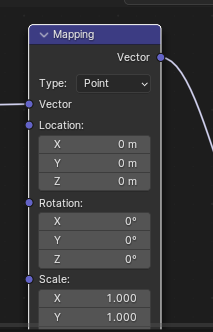 Mapping
Vector
Type: Point
Vector
Location:
X 0 m
Y 0 m
Z 0 m
Rotation:
X 0°
Y 0°
Z 0°
Scale:
X 1.000
Y 1.000